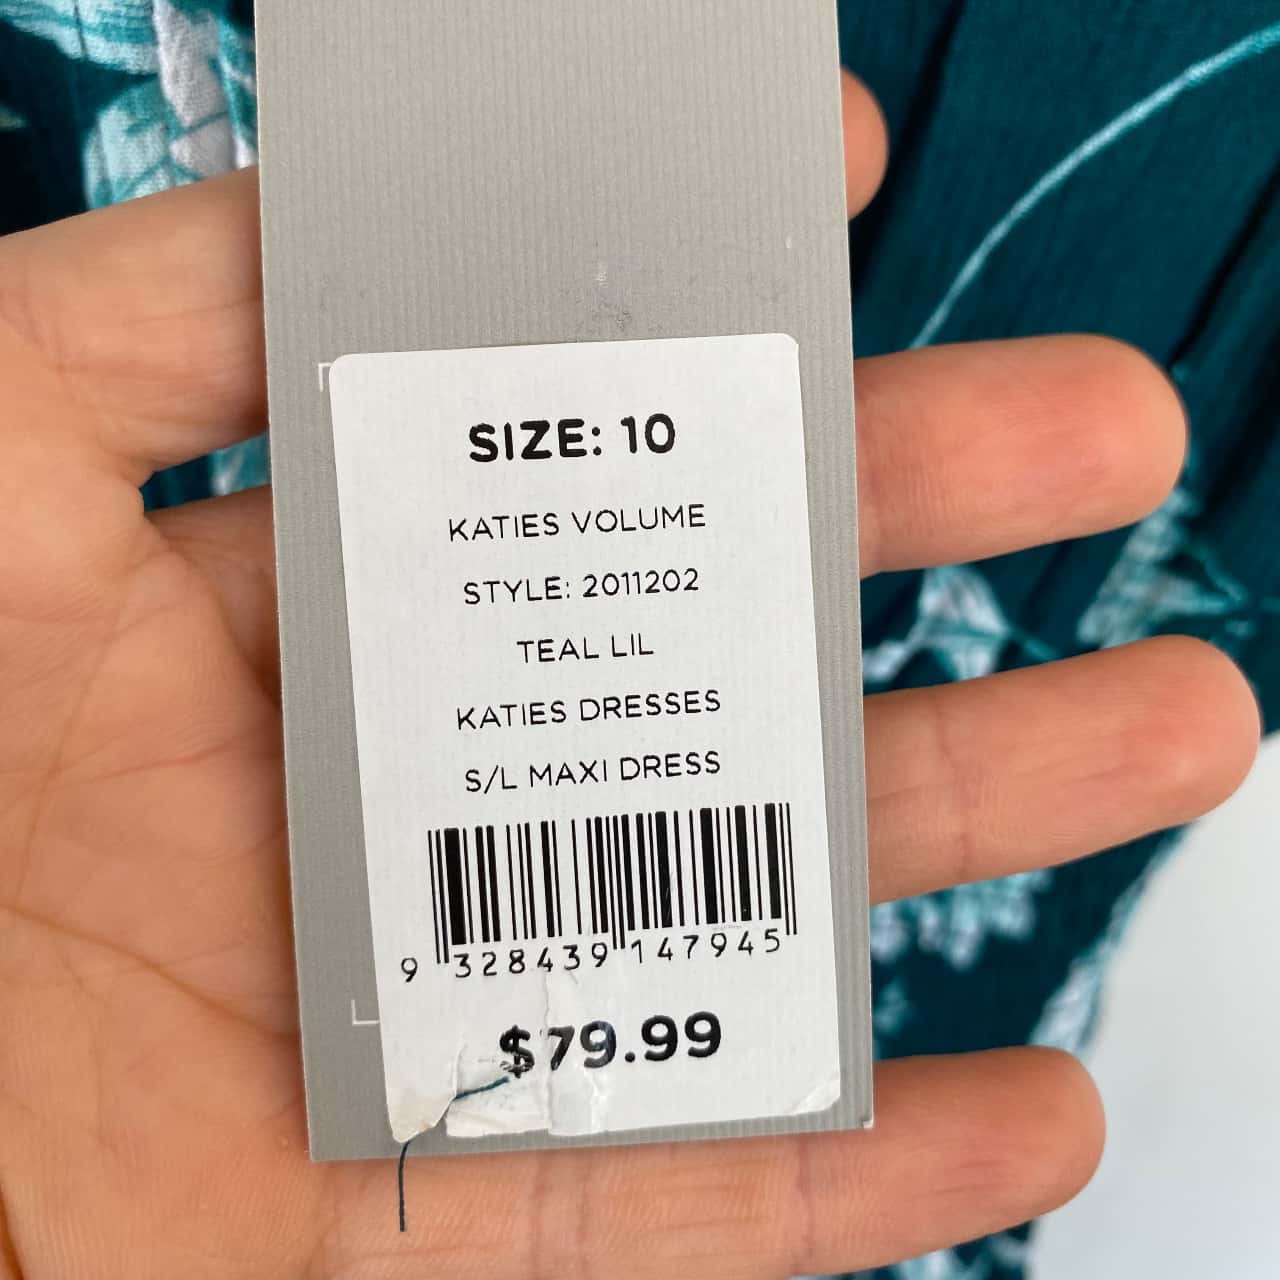 SIZE: 10
KATIES VOLUME
STYLE: 2011202
TEAL LIL
KATIES DRESSES
S/L MAXI DRESS
9 328439 147945
$79.99